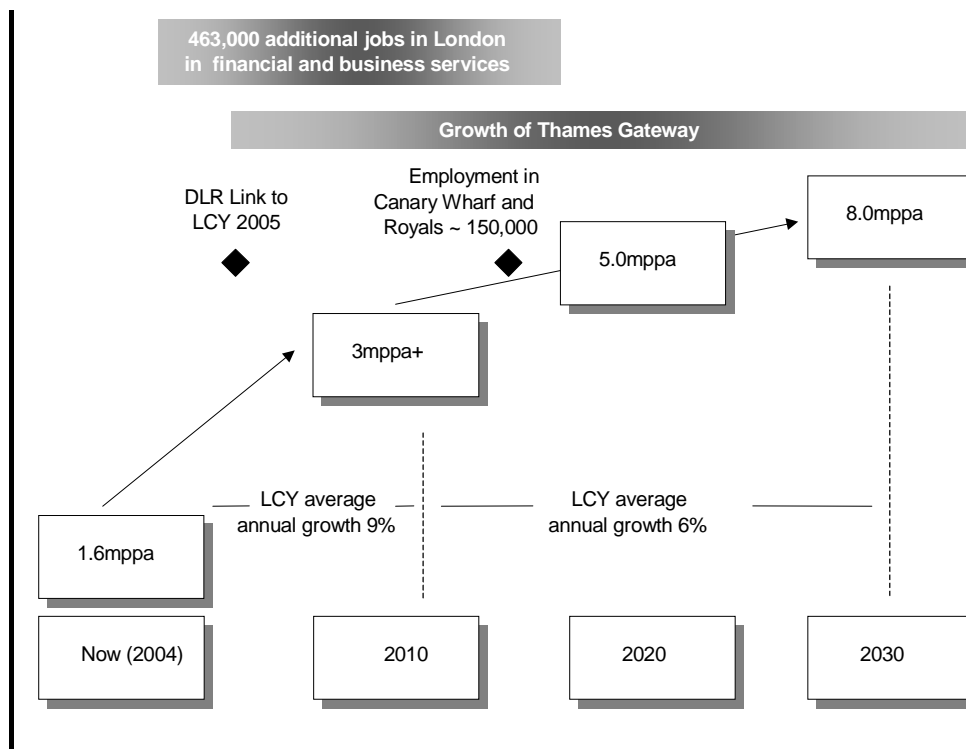 463,000 additional jobs in London
in financial and business services
Growth of Thames Gateway
DLR Link to
LCY 2005
Employment in
Canary Wharf and
Royals ~ 150,000
8.0mppa
5.0mppa
3mppa+
LCY average
annual growth 9%
LCY average
annual growth 6%
1.6mppa
Now (2004)
2010
2020
2030